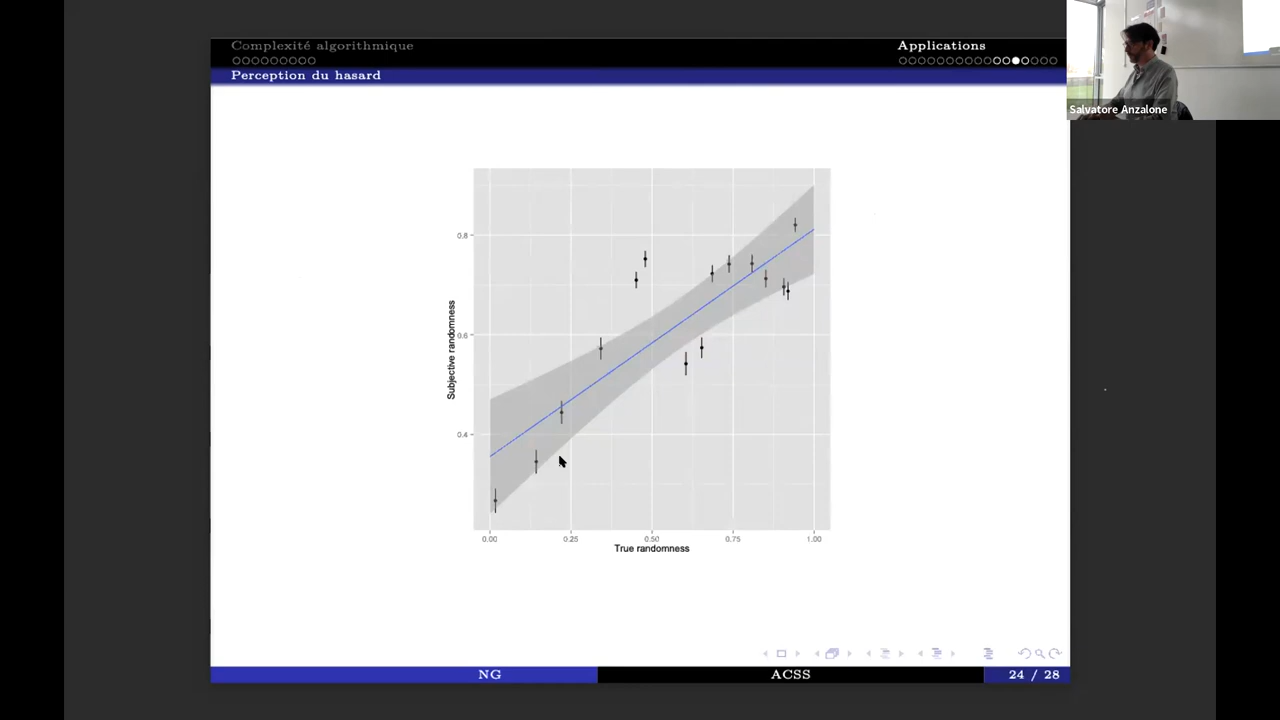 Complexité algorithmique
Applications
Perception du hasard
Salvatore Anzalone
0.8
0.6
0.4
Subjective randomness
0.00 0.25 0.50 0.75 1.00
True randomness
NG
ACSS
24 / 28